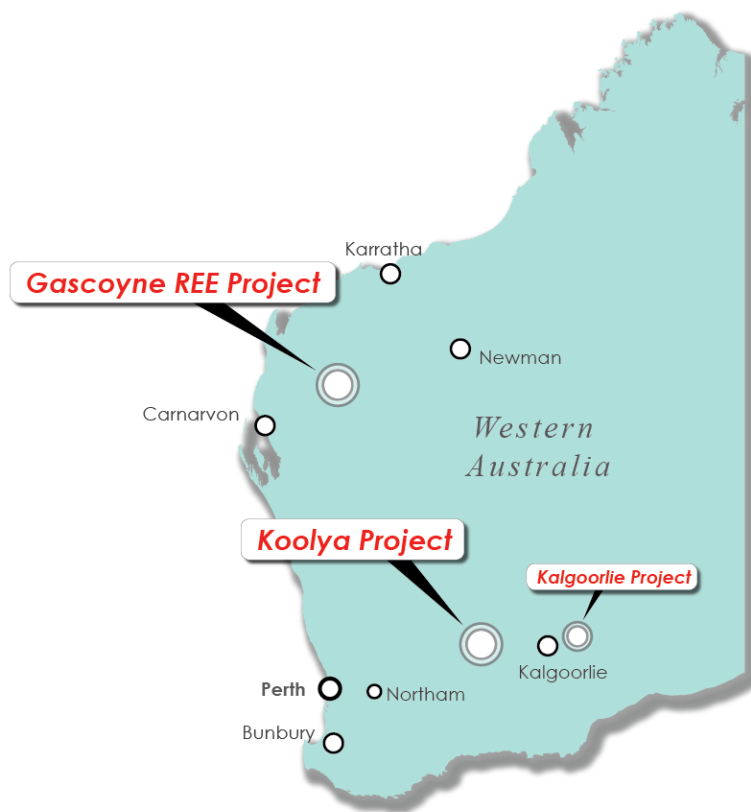 Karratha
Gascoyne REE Project
Newman
Carnarvon
Western
Australia
Koolya Project
Kalgoorlie Project
Kalgoorlie
Perth
Northam
Bunbury